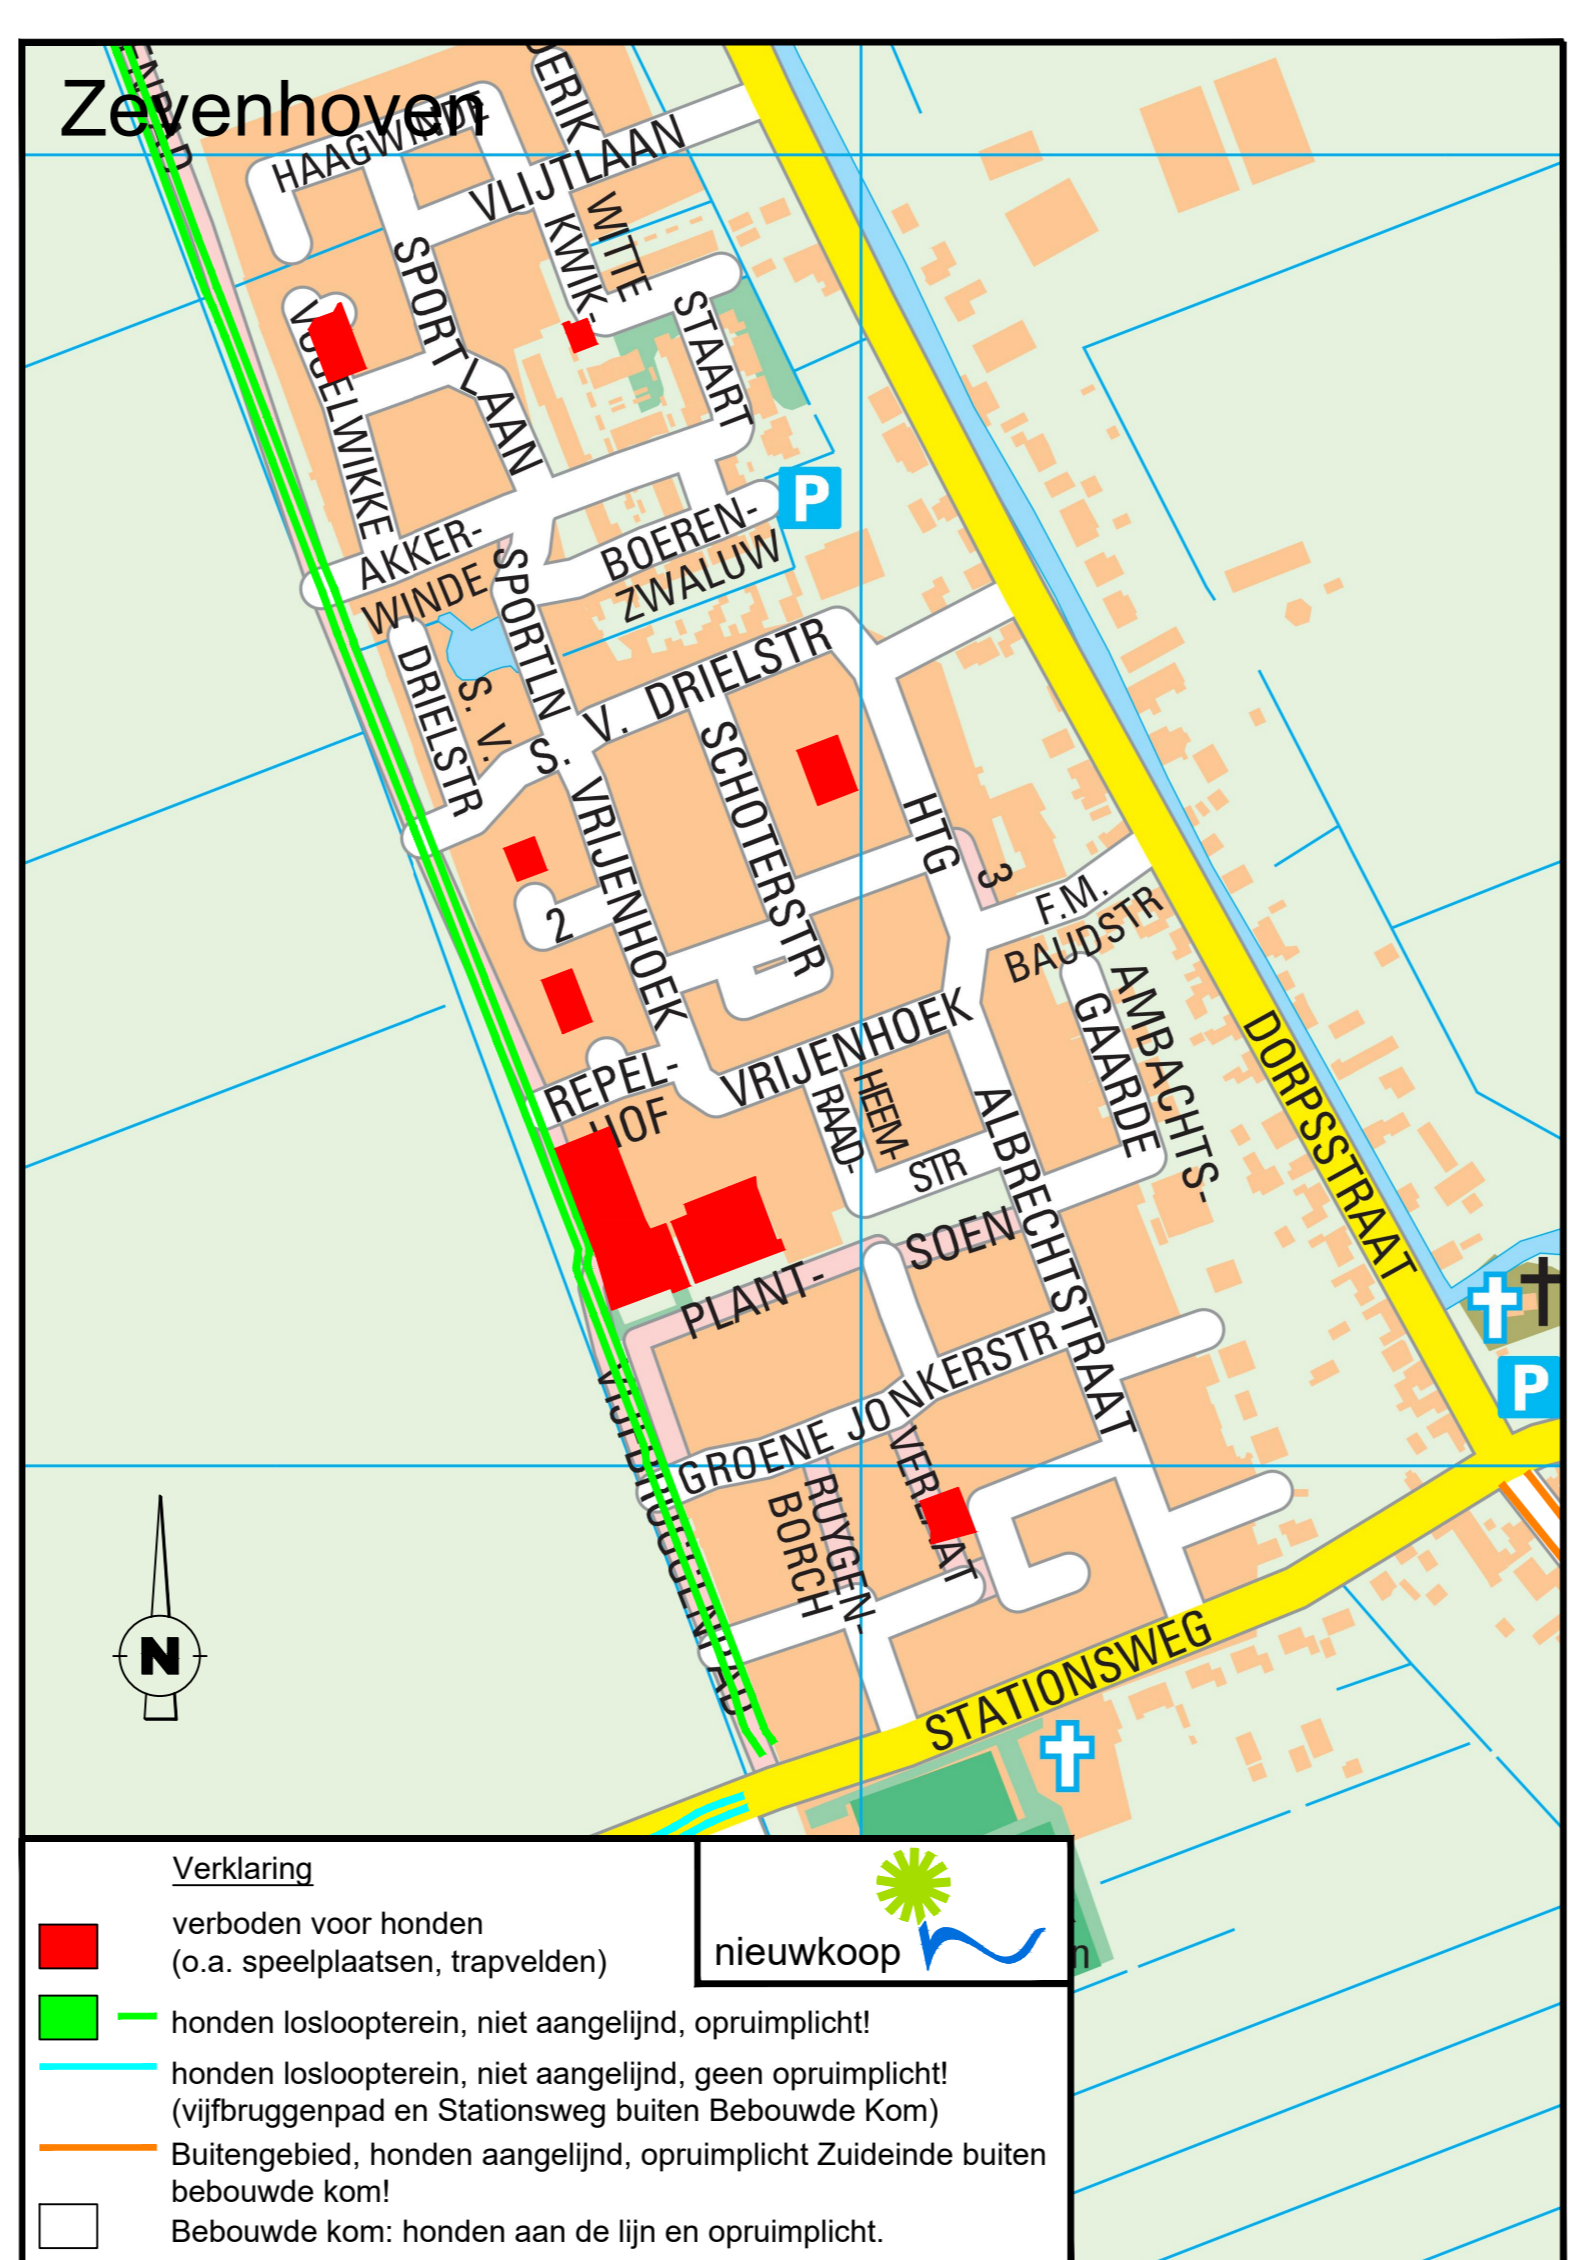 Zevenhoven
HAAGWINDE
VLIJTLAAN
KWIK-
WITTE
STAART
SPORTLAAN
VOGELWIKKE
P
AKKER-
WINDE
BOEREN-
ZWALUW
SPORTLN
DRIELSTR
S. V.
S. V. DRIELSTR
SCHOTERSTR
VRIJENHOEK
HTG
ALBRECHTSTRAAT
3
2
F.M.
BAUDSTR
AMBACHTS-
GAARDE
DORPSSTRAAT
REPEL-
HOF
VRIJENHOEK
HEEM-
RAAD-
STR
PLANT-
SOEN
P
GROENE JONKERSTR
VERLAAT
RUYGEN-
BORCH
VIJFBRUGGENPAD
N
STATIONSWEG
Verklaring
nieuwkoop
verboden voor honden
(o.a. speelplaatsen, trapvelden)
honden losloopterein, niet aangelijnd, opruimplicht!
honden losloopterein, niet aangelijnd, geen opruimplicht!
(vijfbruggenpad en Stationsweg buiten Bebouwde Kom)
Buitengebied, honden aangelijnd, opruimplicht Zuideinde buiten
bebouwde kom!
Bebouwde kom: honden aan de lijn en opruimplicht.